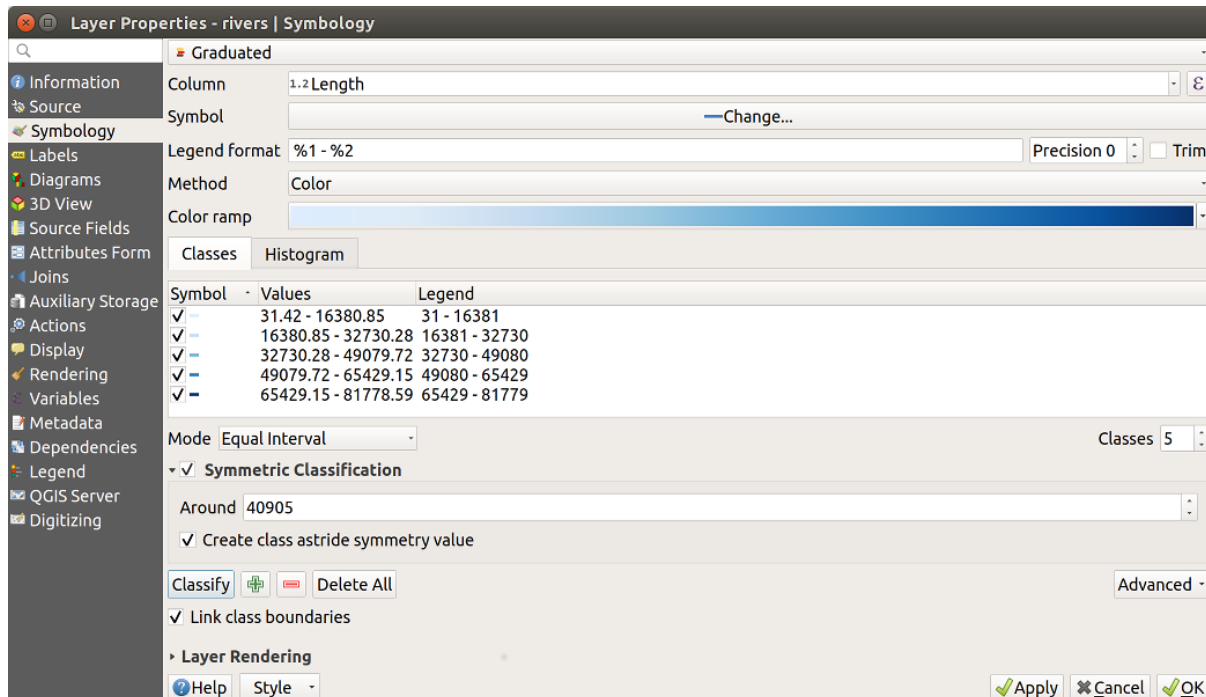 Layer Properties - rivers | Symbology
Information
Source
Symbology
Labels
Diagrams
3D View
Source Fields
Attributes Form
Joins
Auxiliary Storage
Actions
Display
Rendering
Variables
Metadata
Dependencies
Legend
QGIS Server
Digitizing
Graduated
Column 1.2 Length ε
Symbol Change...
Legend format %1 - %2 Precision 0 Trim
Method Color
Color ramp
Classes Histogram
Symbol Values Legend
31.42 - 16380.85 31 - 16381
16380.85 - 32730.28 16381 - 32730
32730.28 - 49079.72 32730 - 49080
49079.72 - 65429.15 49080 - 65429
65429.15 - 81778.59 65429 - 81779
Mode Equal Interval Classes 5
Symmetric Classification
Around 40905
Create class astride symmetry value
Classify Delete All Advanced
Link class boundaries
Layer Rendering
Help Style Apply Cancel OK